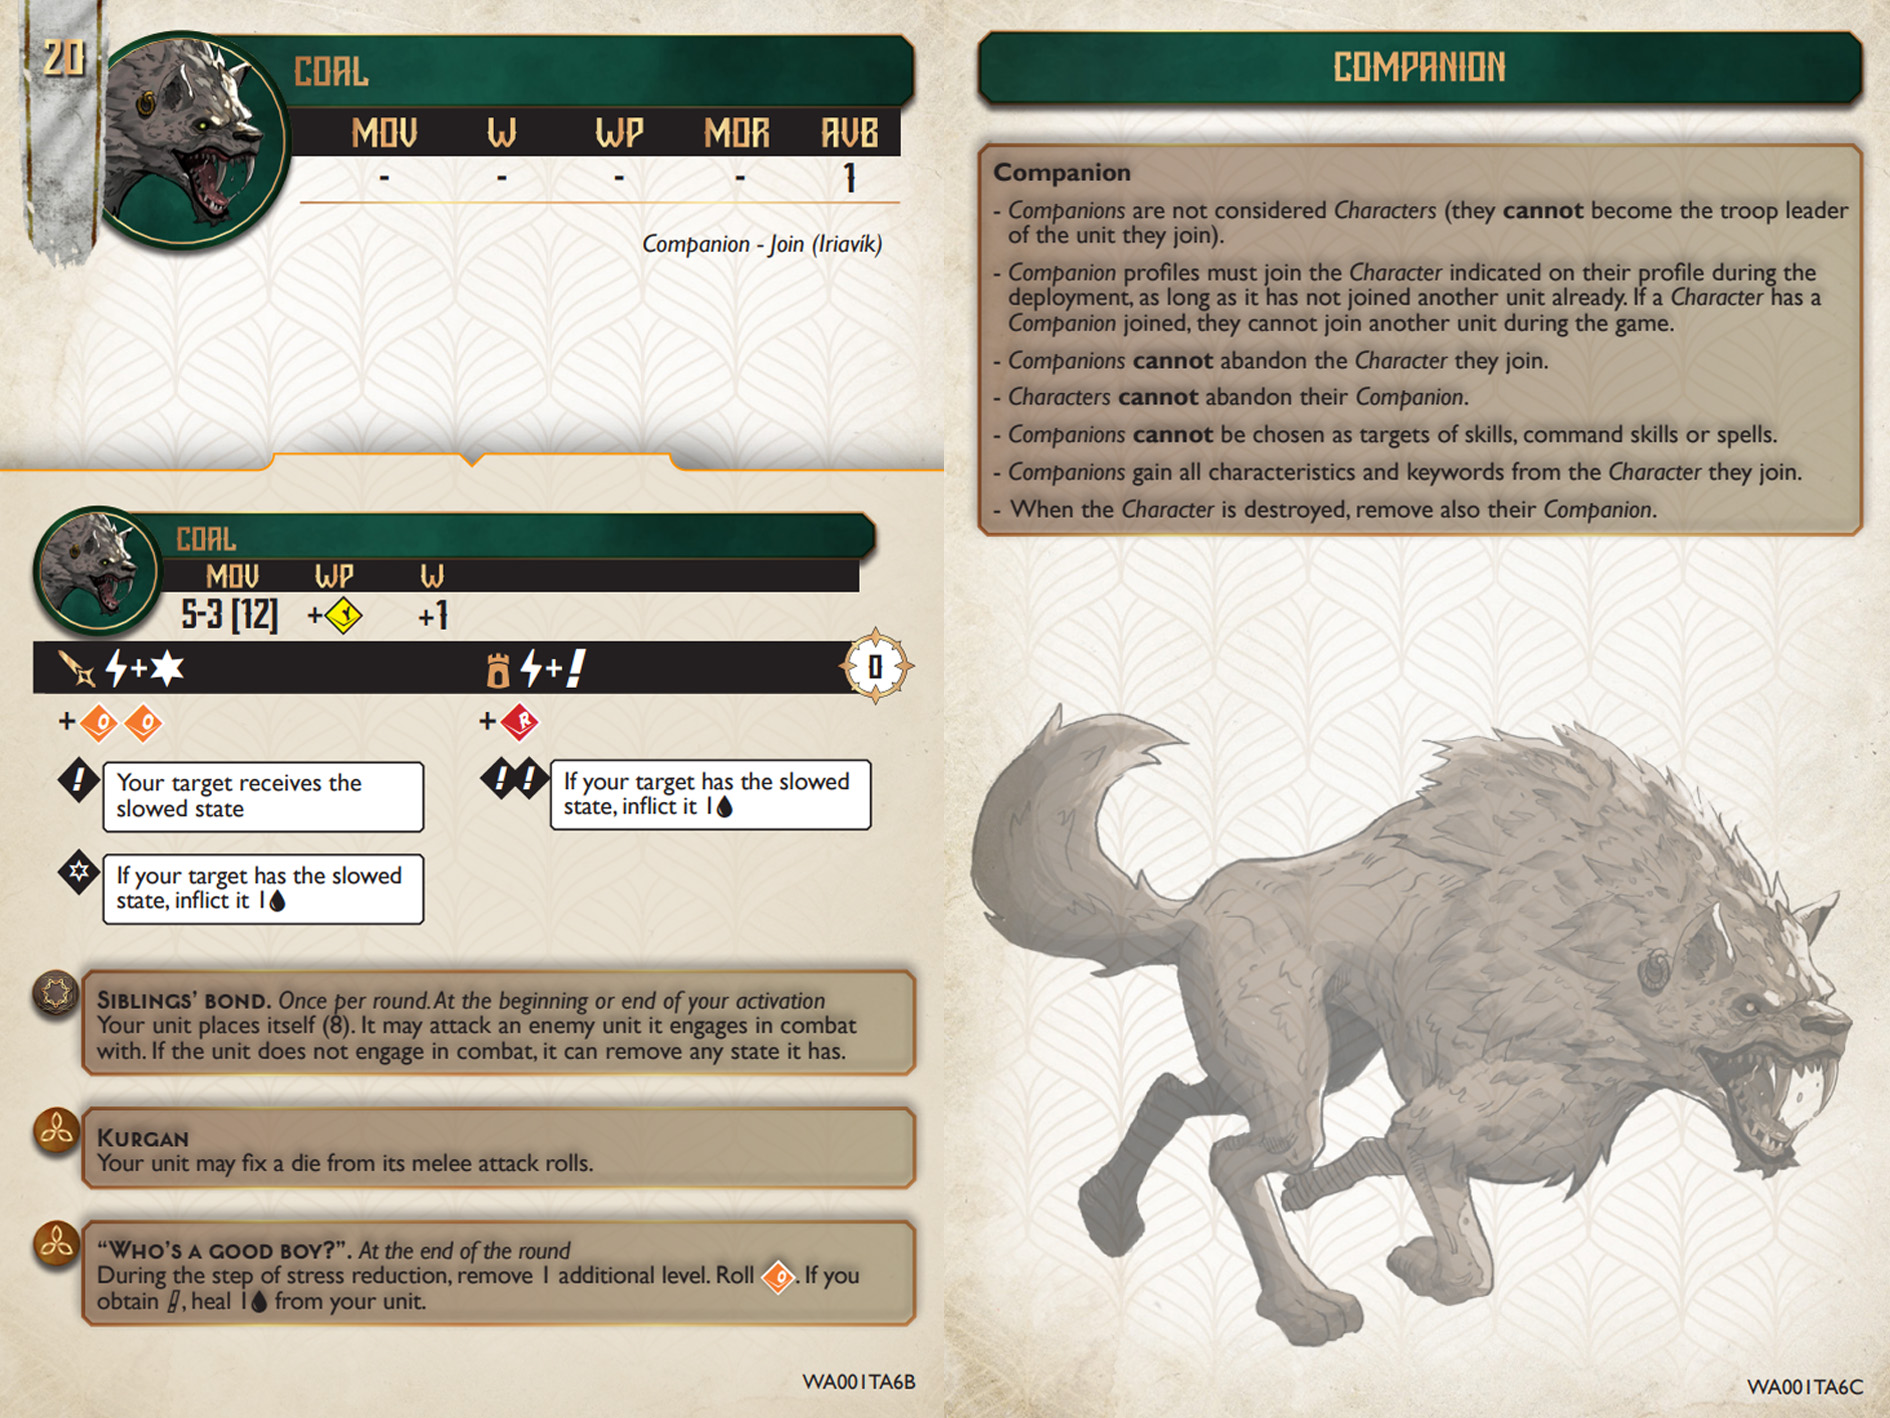 20
COAL
MOV W WP MOR AVB
- - - - 1
Companion - Join (Iriavík)
COAL
MOV WP W
5-3 [12] + Y +1
+ + ! 0
+ O O + R
! Your target receives the
slowed state
! ! If your target has the slowed
state, inflict it 1
If your target has the slowed
state, inflict it 1
SIBLINGS' BOND. Once per round. At the beginning or end of your activation
Your unit places itself (8). It may attack an enemy unit it engages in combat
with. If the unit does not engage in combat, it can remove any state it has.
KURGAN
Your unit may fix a die from its melee attack rolls.
“WHO'S A GOOD BOY?”. At the end of the round
During the step of stress reduction, remove 1 additional level. Roll O. If you
obtain !, heal 1 from your unit.
WA001TA6B
COMPANION
Companion
- Companions are not considered Characters (they cannot become the troop leader
of the unit they join).
- Companion profiles must join the Character indicated on their profile during the
deployment, as long as it has not joined another unit already. If a Character has a
Companion joined, they cannot join another unit during the game.
- Companions cannot abandon the Character they join.
- Characters cannot abandon their Companion.
- Companions cannot be chosen as targets of skills, command skills or spells.
- Companions gain all characteristics and keywords from the Character they join.
- When the Character is destroyed, remove also their Companion.
WA001TA6C